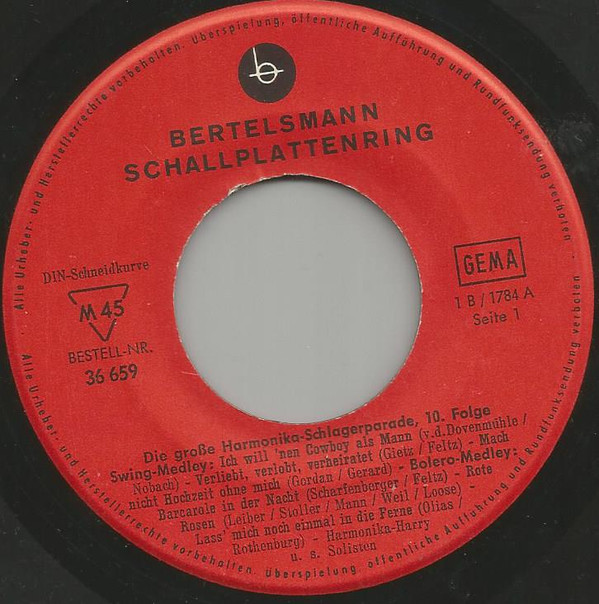 Alle Urheber- und Herstellerrechte vorbehalten. Überspielung, öffentliche Aufführung und Rundfunksendung verboten
BERTELSMANN
SCHALLPLATTENRING
DIN-Schneidkurve
M 45
BESTELL-NR.
36 659
GEMA
1 B / 1784 A
Seite 1
Die große Harmonika-Schlagerparade, 10. Folge
Swing-Medley: Ich will 'nen Cowboy als Mann (v.d.Dovenmühle /
Nobach) - Verliebt, verlobt, verheiratet (Gietz / Feltz) - Mach
nicht Hochzeit ohne mich (Gordan / Gerard) - Bolero-Medley:
Barcarole in der Nacht (Scharfenberger / Feltz) - Rote
Rosen (Leiber / Stoller / Mann / Weil / Loose) -
Lass' mich noch einmal in die Ferne (Olias /
Rothenburg) - Harmonika-Harry
u. s. Solisten
Alle Urheber- und Herstellerrechte vorbehalten. Überspielung, öffentliche Aufführung und Rundfunksendung verboten